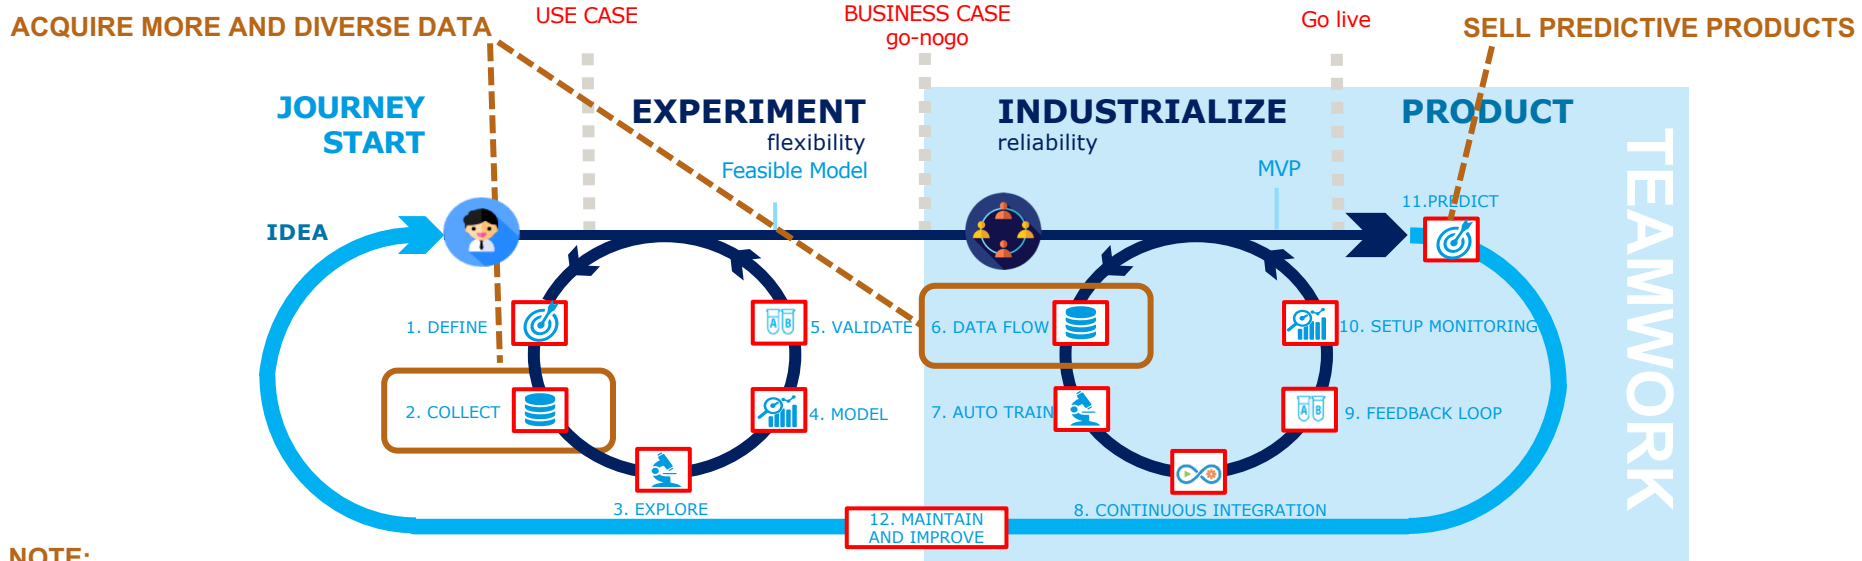 ACQUIRE MORE AND DIVERSE DATA
USE CASE
BUSINESS CASE
go-nogo
Go live
SELL PREDICTIVE PRODUCTS
JOURNEY
START
EXPERIMENT
flexibility
Feasible Model
INDUSTRIALIZE
reliability
MVP
PRODUCT
TEAMWORK
IDEA
11.PREDICT
1. DEFINE
5. VALIDATE
6. DATA FLOW
10. SETUP MONITORING
2. COLLECT
4. MODEL
7. AUTO TRAIN
9. FEEDBACK LOOP
A B
A B
3. EXPLORE
8. CONTINUOUS INTEGRATION
12. MAINTAIN
AND IMPROVE
NOTE: